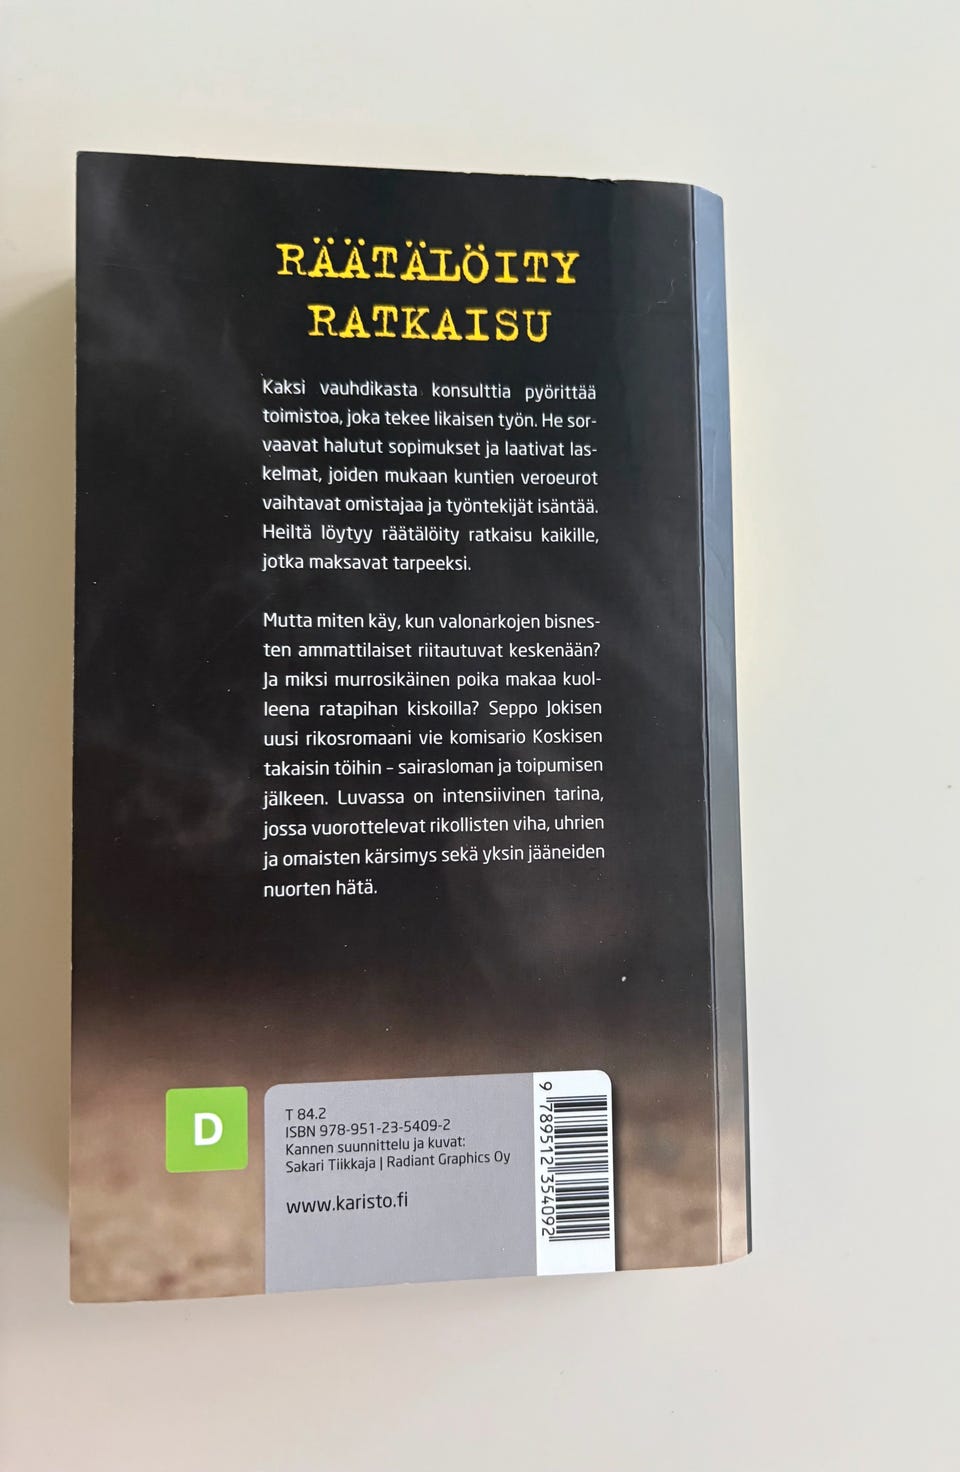 RÄÄTÄLÖITY
RATKAISU
Kaksi vauhdikasta konsulttia pyörittää
toimistoa, joka tekee likaisen työn. He sor-
vaavat halutut sopimukset ja laativat las-
kelmat, joiden mukaan kuntien veroeurot
vaihtavat omistajaa ja työntekijät isäntää.
Heiltä löytyy räätälöity ratkaisu kaikille,
jotka maksavat tarpeeksi.
Mutta miten käy, kun valonarkojen bisnes-
ten ammattilaiset riitautuvat keskenään?
Ja miksi murrosikäinen poika makaa kuol-
leena ratapihan kiskoilla? Seppo Jokisen
uusi rikosromaani vie komisario Koskisen
takaisin töihin – sairasloman ja toipumisen
jälkeen. Luvassa on intensiivinen tarina,
jossa vuorottelevat rikollisten viha, uhrien
ja omaisten kärsimys sekä yksin jääneiden
nuorten hätä.
D
T 84.2
ISBN 978-951-23-5409-2
Kannen suunnittelu ja kuvat:
Sakari Tiikkaja | Radiant Graphics Oy
www.karisto.fi
9 789512 354092